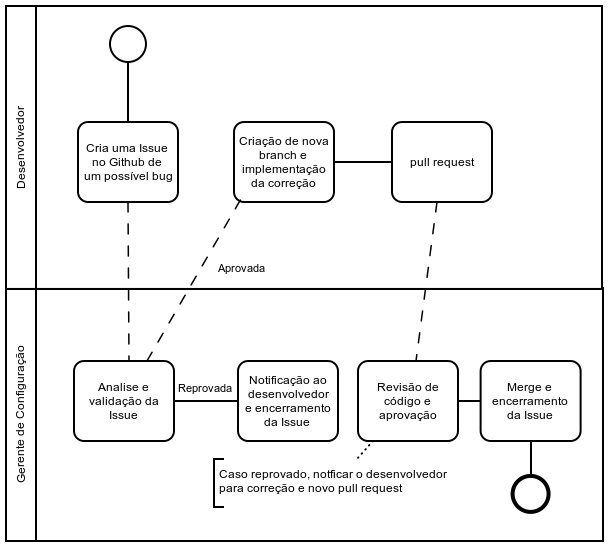 Desenvolvedor
Cria uma Issue
no Github de
um possível bug
Criação de nova
branch e
implementação
da correção
pull request
Aprovada
Gerente de Configuração
Analise e
validação da
Issue
Reprovada
Notificação ao
desenvolvedor
e encerramento
da Issue
Revisão de
código e
aprovação
Merge e
encerramento
da Issue
Caso reprovado, notficar o desenvolvedor
para correção e novo pull request